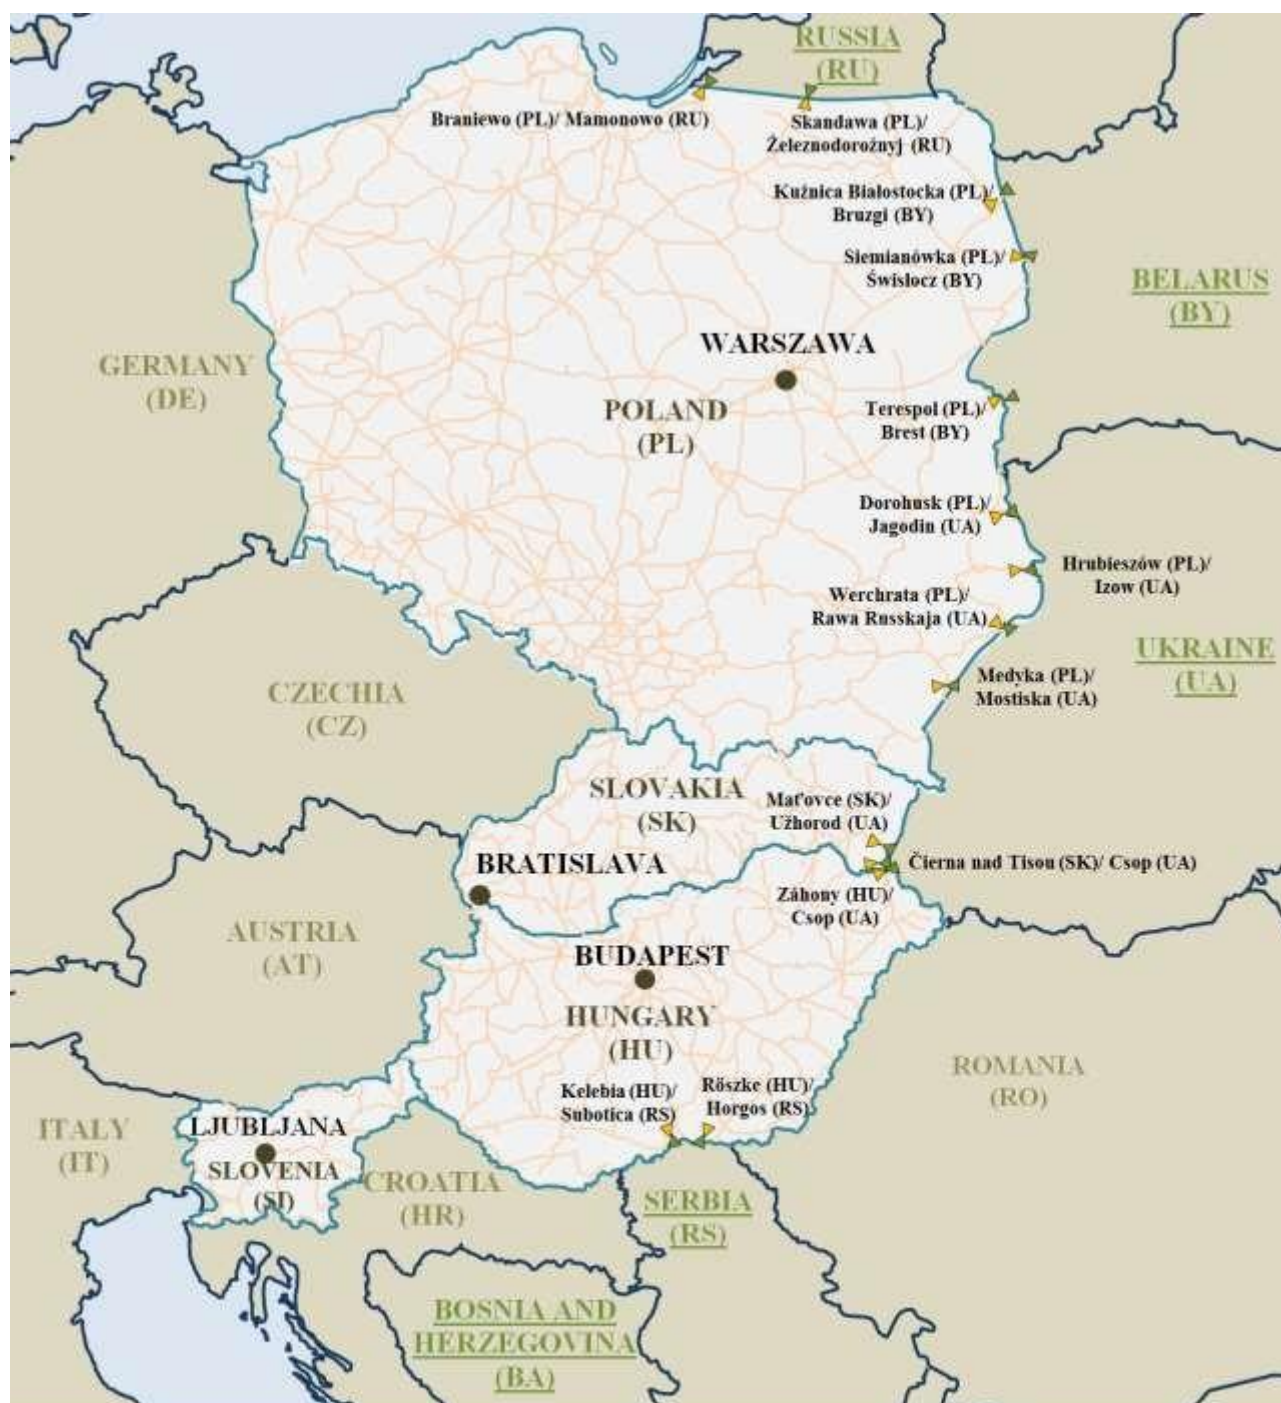 RUSSIA
(RU)
Braniewo (PL)/ Mamonowo (RU)
Skandawa (PL)/
Żeleznodorożnyj (RU)
Kuźnica Białostocka (PL)/
Bruzgi (BY)
Siemianówka (PL)/
Świsłocz (BY)
BELARUS
(BY)
WARSZAWA
GERMANY
(DE)
POLAND
(PL)
Terespol (PL)/
Brest (BY)
Dorohusk (PL)/
Jagodin (UA)
Hrubieszów (PL)/
Izow (UA)
Werchrata (PL)/
Rawa Russkaja (UA)
UKRAINE
(UA)
Medyka (PL)/
Mostiska (UA)
CZECHIA
(CZ)
SLOVAKIA
(SK)
Maťovce (SK)/
Užhorod (UA)
BRATISLAVA
Čierna nad Tisou (SK)/ Csop (UA)
Záhony (HU)/
Csop (UA)
AUSTRIA
(AT)
BUDAPEST
HUNGARY
(HU)
ROMANIA
(RO)
Kelebia (HU)/
Subotica (RS)
Röszke (HU)/
Horgos (RS)
ITALY
(IT)
LJUBLJANA
SLOVENIA
(SI)
CROATIA
(HR)
SERBIA
(RS)
BOSNIA AND
HERZEGOVINA
(BA)